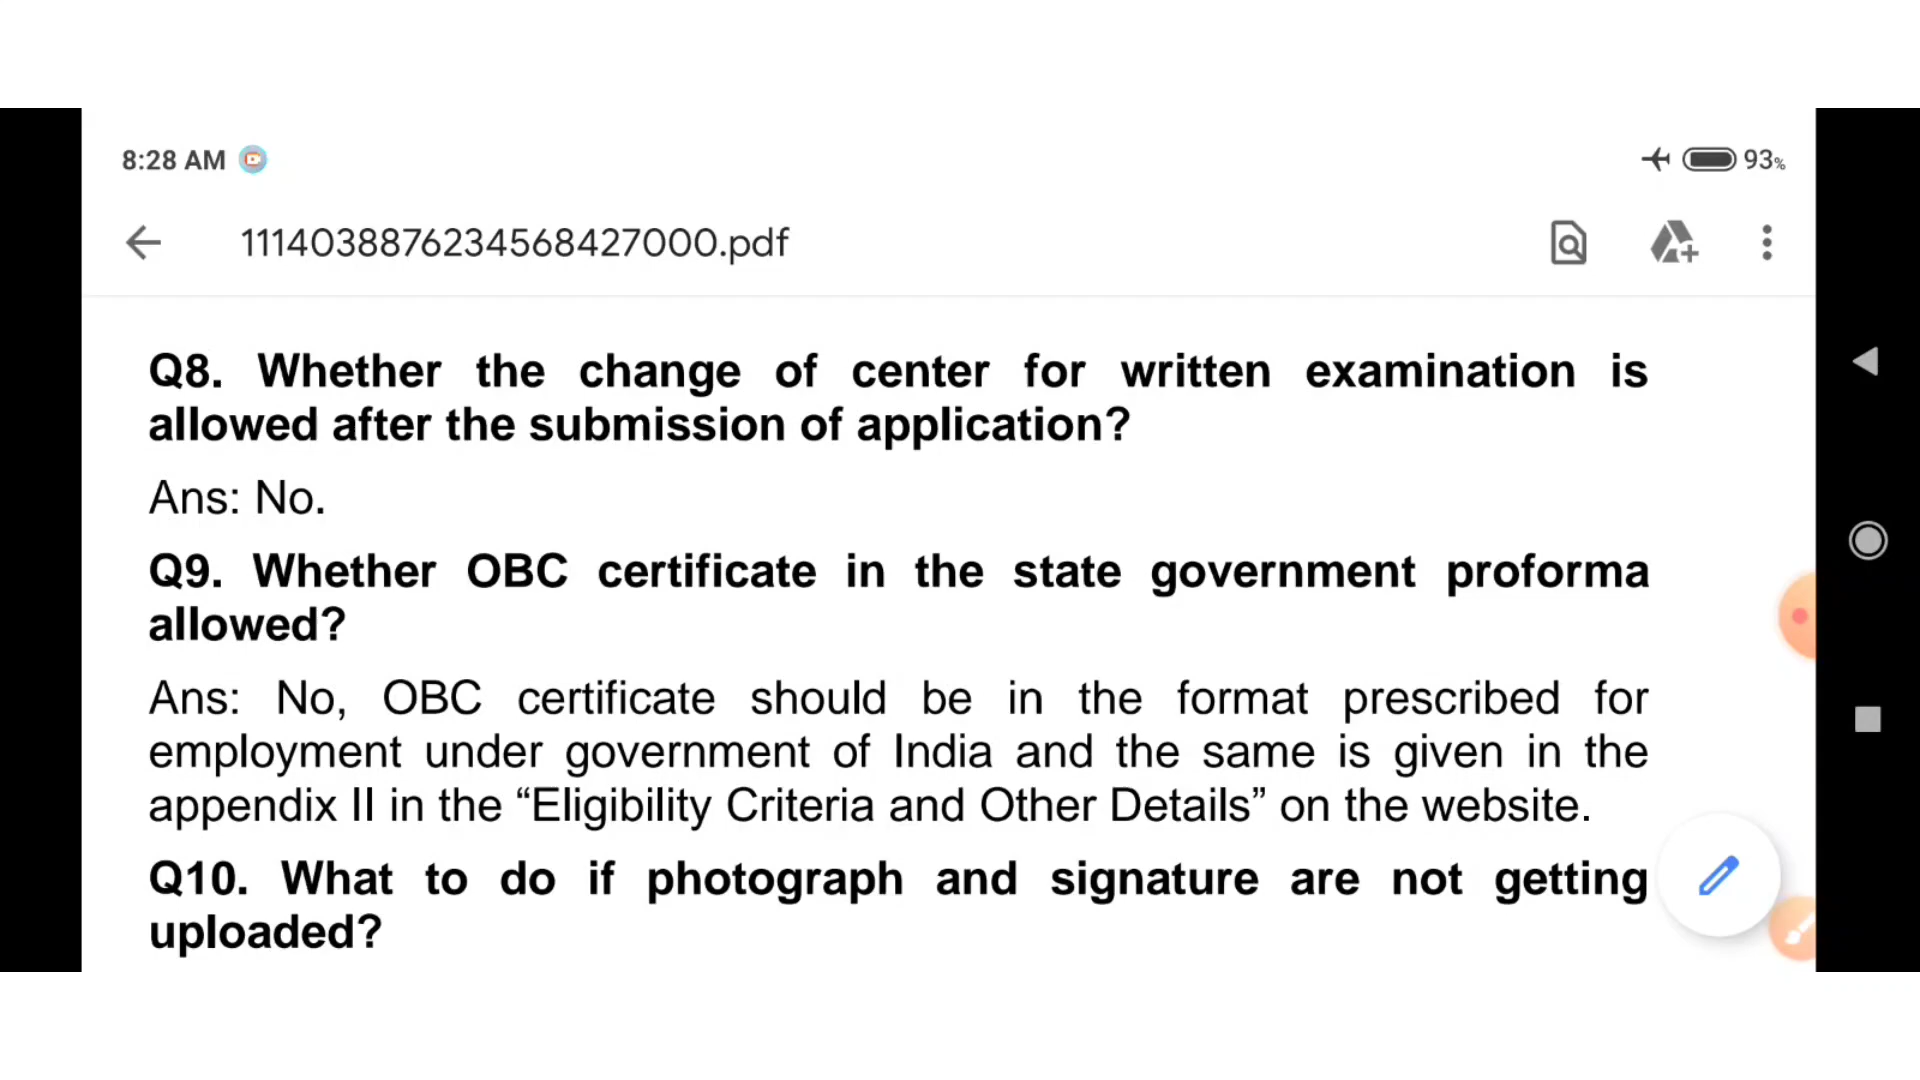 8:28 AM
93%
1114038876234568427000.pdf
Q8. Whether the change of center for written examination is
allowed after the submission of application?
Ans: No.
Q9. Whether OBC certificate in the state government proforma
allowed?
Ans: No, OBC certificate should be in the format prescribed for
employment under government of India and the same is given in the
appendix II in the “Eligibility Criteria and Other Details” on the website.
Q10. What to do if photograph and signature are not getting
uploaded?